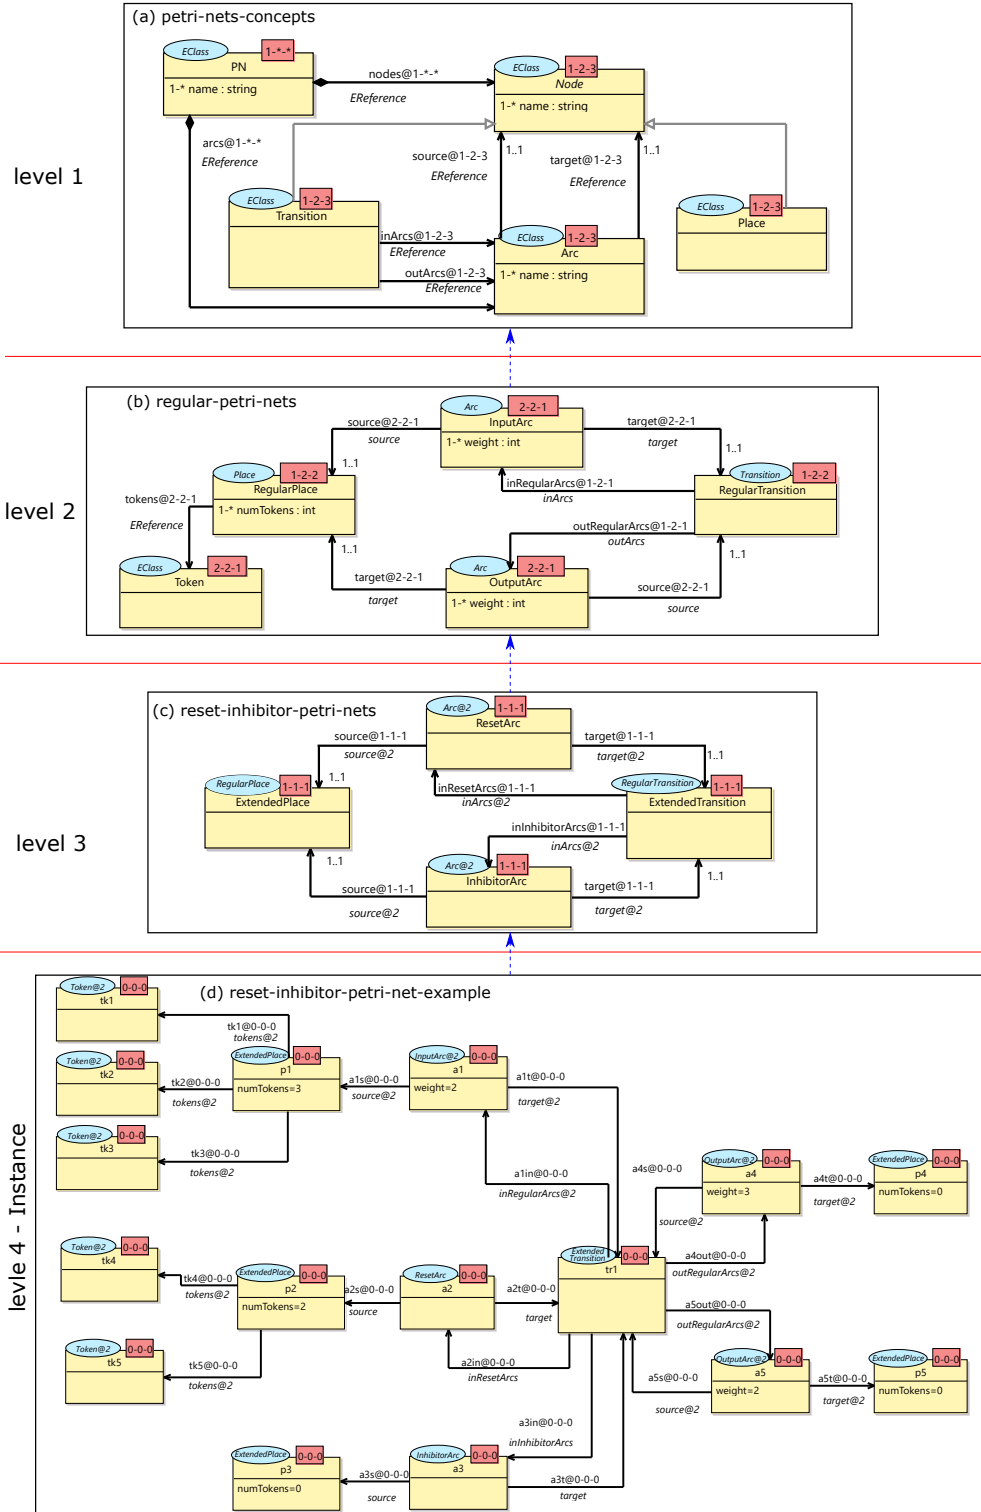 (a) petri-nets-concepts
EClass
1-*-*
PN
1-* name : string
nodes@1-*-*
EReference
EClass
1-2-3
Node
1-* name : string
arcs@1-*-*
EReference
source@1-2-3
EReference
1..1
target@1-2-3
EReference
1..1
level 1
EClass
1-2-3
Transition
inArcs@1-2-3
EReference
outArcs@1-2-3
EReference
EClass
1-2-3
Arc
1-* name : string
EClass
1-2-3
Place
(b) regular-petri-nets
Arc
2-2-1
InputArc
1-* weight : int
source@2-2-1
source
1..1
target@2-2-1
target
1..1
Place
1-2-2
RegularPlace
1-* numTokens : int
inRegularArcs@1-2-1
inArcs
Transition
1-2-2
RegularTransition
level 2
tokens@2-2-1
EReference
outRegularArcs@1-2-1
outArcs
1..1
1..1
EClass
2-2-1
Token
target@2-2-1
target
Arc
2-2-1
OutputArc
1-* weight : int
source@2-2-1
source
(c) reset-inhibitor-petri-nets
Arc@2
1-1-1
ResetArc
source@1-1-1
source@2
1..1
target@1-1-1
target@2
1..1
RegularPlace
1-1-1
ExtendedPlace
inResetArcs@1-1-1
inArcs@2
RegularTransition
1-1-1
ExtendedTransition
level 3
inInhibitorArcs@1-1-1
inArcs@2
1..1
Arc@2
1-1-1
InhibitorArc
1..1
source@1-1-1
source@2
target@1-1-1
target@2
levle 4 - Instance
(d) reset-inhibitor-petri-net-example
Token@2
0-0-0
tk1
tk1@0-0-0
tokens@2
Token@2
0-0-0
tk2
tk2@0-0-0
tokens@2
ExtendedPlace
0-0-0
p1
numTokens=3
a1s@0-0-0
source@2
InputArc@2
0-0-0
a1
weight=2
a1t@0-0-0
target@2
Token@2
0-0-0
tk3
tk3@0-0-0
tokens@2
a1in@0-0-0
inRegularArcs@2
a4s@0-0-0
source@2
OutputArc@2
0-0-0
a4
weight=3
a4t@0-0-0
target@2
ExtendedPlace
0-0-0
p4
numTokens=0
Token@2
0-0-0
tk4
tk4@0-0-0
tokens@2
ExtendedPlace
0-0-0
p2
numTokens=2
a2s@0-0-0
source
ResetArc
0-0-0
a2
a2t@0-0-0
target
Extended
Transition
0-0-0
tr1
a4out@0-0-0
outRegularArcs@2
a5out@0-0-0
outRegularArcs@2
Token@2
0-0-0
tk5
tk5@0-0-0
tokens@2
a2in@0-0-0
inResetArcs
a5s@0-0-0
source@2
OutputArc@2
0-0-0
a5
weight=2
a5t@0-0-0
target@2
ExtendedPlace
0-0-0
p5
numTokens=0
a3in@0-0-0
inInhibitorArcs
ExtendedPlace
0-0-0
p3
numTokens=0
a3s@0-0-0
source
InhibitorArc
0-0-0
a3
a3t@0-0-0
target